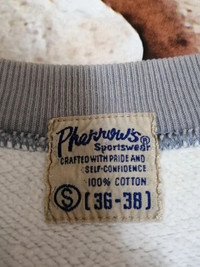 Pherrow's®
Sportswear
CRAFTED WITH PRIDE AND
SELF-CONFIDENCE
100% COTTON
S [36-38]